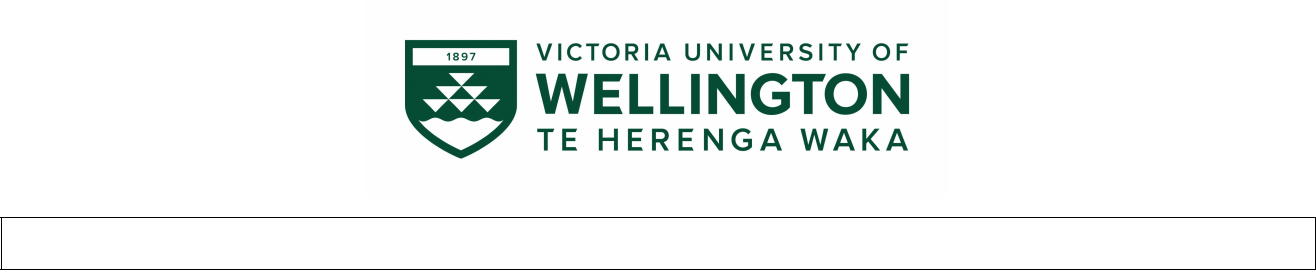 1897
VICTORIA UNIVERSITY OF
WELLINGTON
TE HERENGA WAKA